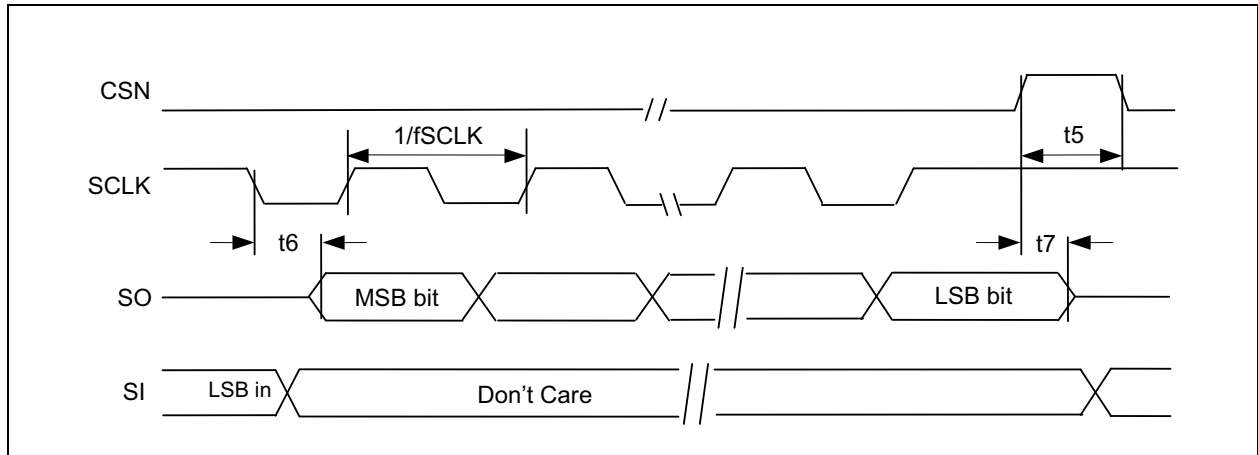 CSN
t5
1/fSCLK
SCLK
t6
t7
SO
MSB bit
LSB bit
SI
LSB in
Don't Care